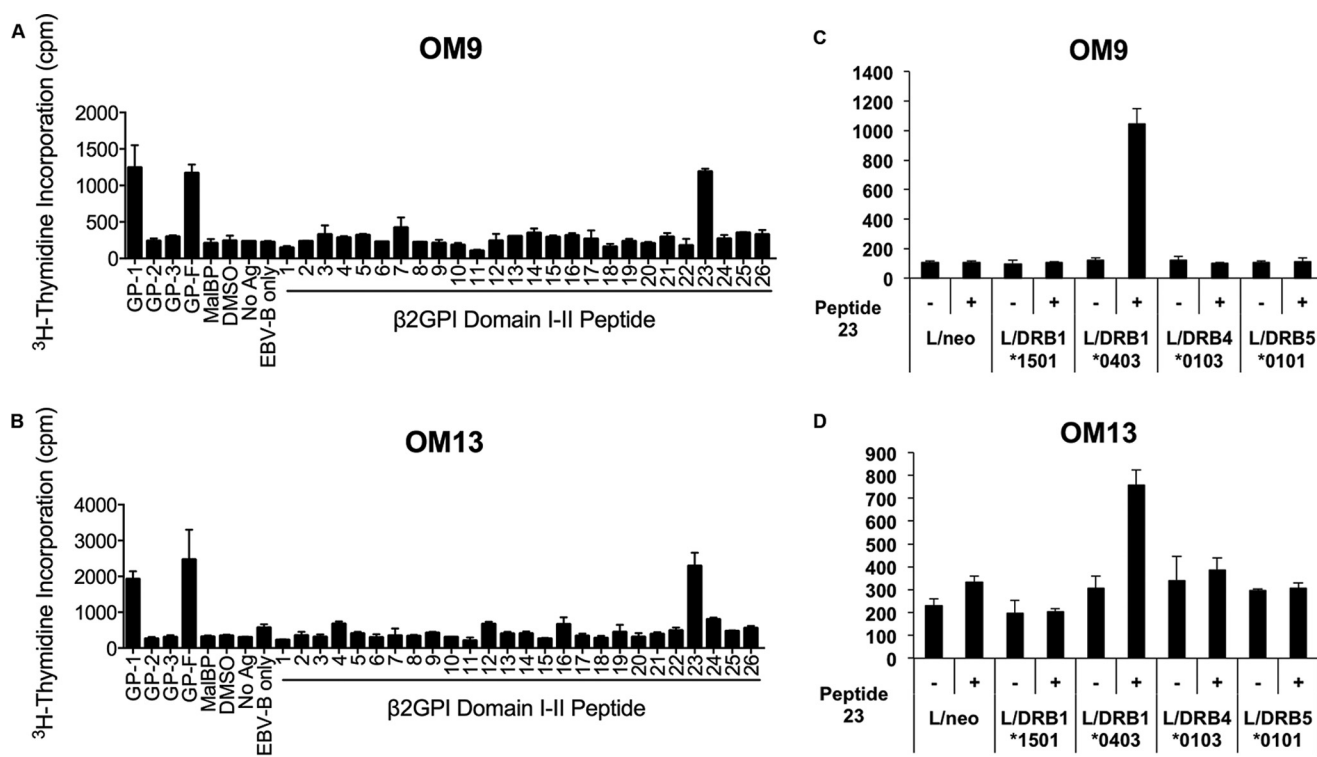 A
OM9
³H-Thymidine Incorporation (cpm)
2000
1500
1000
500
0
GP-1
GP-2
GP-3
GP-F
MalBP
DMSO
No Ag
EBV-B only
1
2
3
4
5
6
7
8
9
10
11
12
13
14
15
16
17
18
19
20
21
22
23
24
25
26
β2GPI Domain I-II Peptide
B
OM13
³H-Thymidine Incorporation (cpm)
4000
3000
2000
1000
0
GP-1
GP-2
GP-3
GP-F
MalBP
DMSO
No Ag
EBV-B only
1
2
3
4
5
6
7
8
9
10
11
12
13
14
15
16
17
18
19
20
21
22
23
24
25
26
β2GPI Domain I-II Peptide
C
OM9
1400
1200
1000
800
600
400
200
0
Peptide
23
- + - + - + - + - +
L/neo L/DRB1 L/DRB1 L/DRB4 L/DRB5
*1501 *0403 *0103 *0101
D
OM13
900
800
700
600
500
400
300
200
100
0
Peptide
23
- + - + - + - + - +
L/neo L/DRB1 L/DRB1 L/DRB4 L/DRB5
*1501 *0403 *0103 *0101